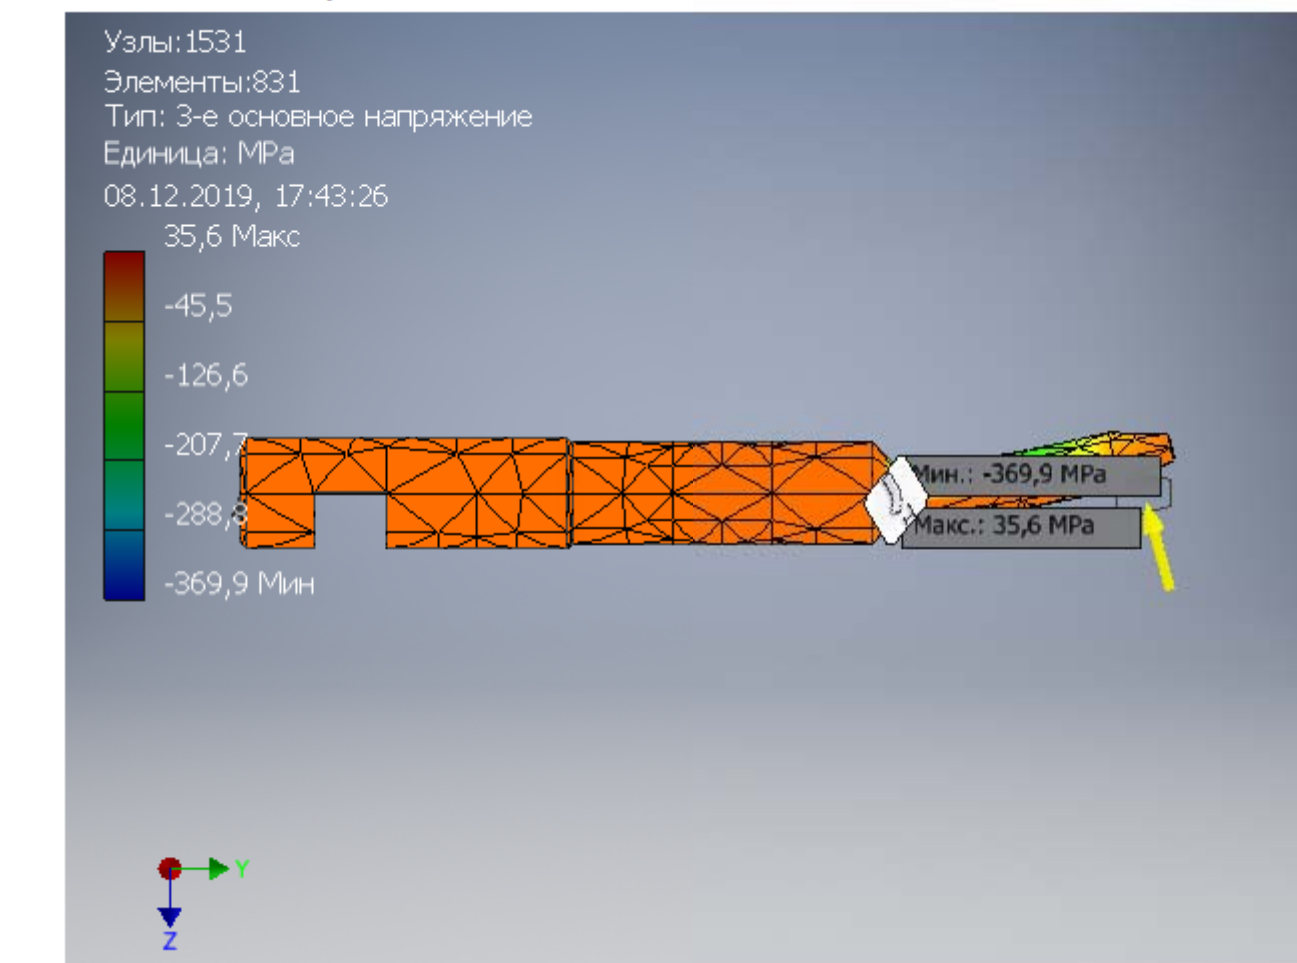 Узлы:1531
Элементы:831
Тип: 3-е основное напряжение
Единица: MPa
08.12.2019, 17:43:26
35,6 Макс
-45,5
-126,6
-207,7
-288,8
-369,9 Мин
Мин.: -369,9 MPa
Макс.: 35,6 MPa
Y
Z